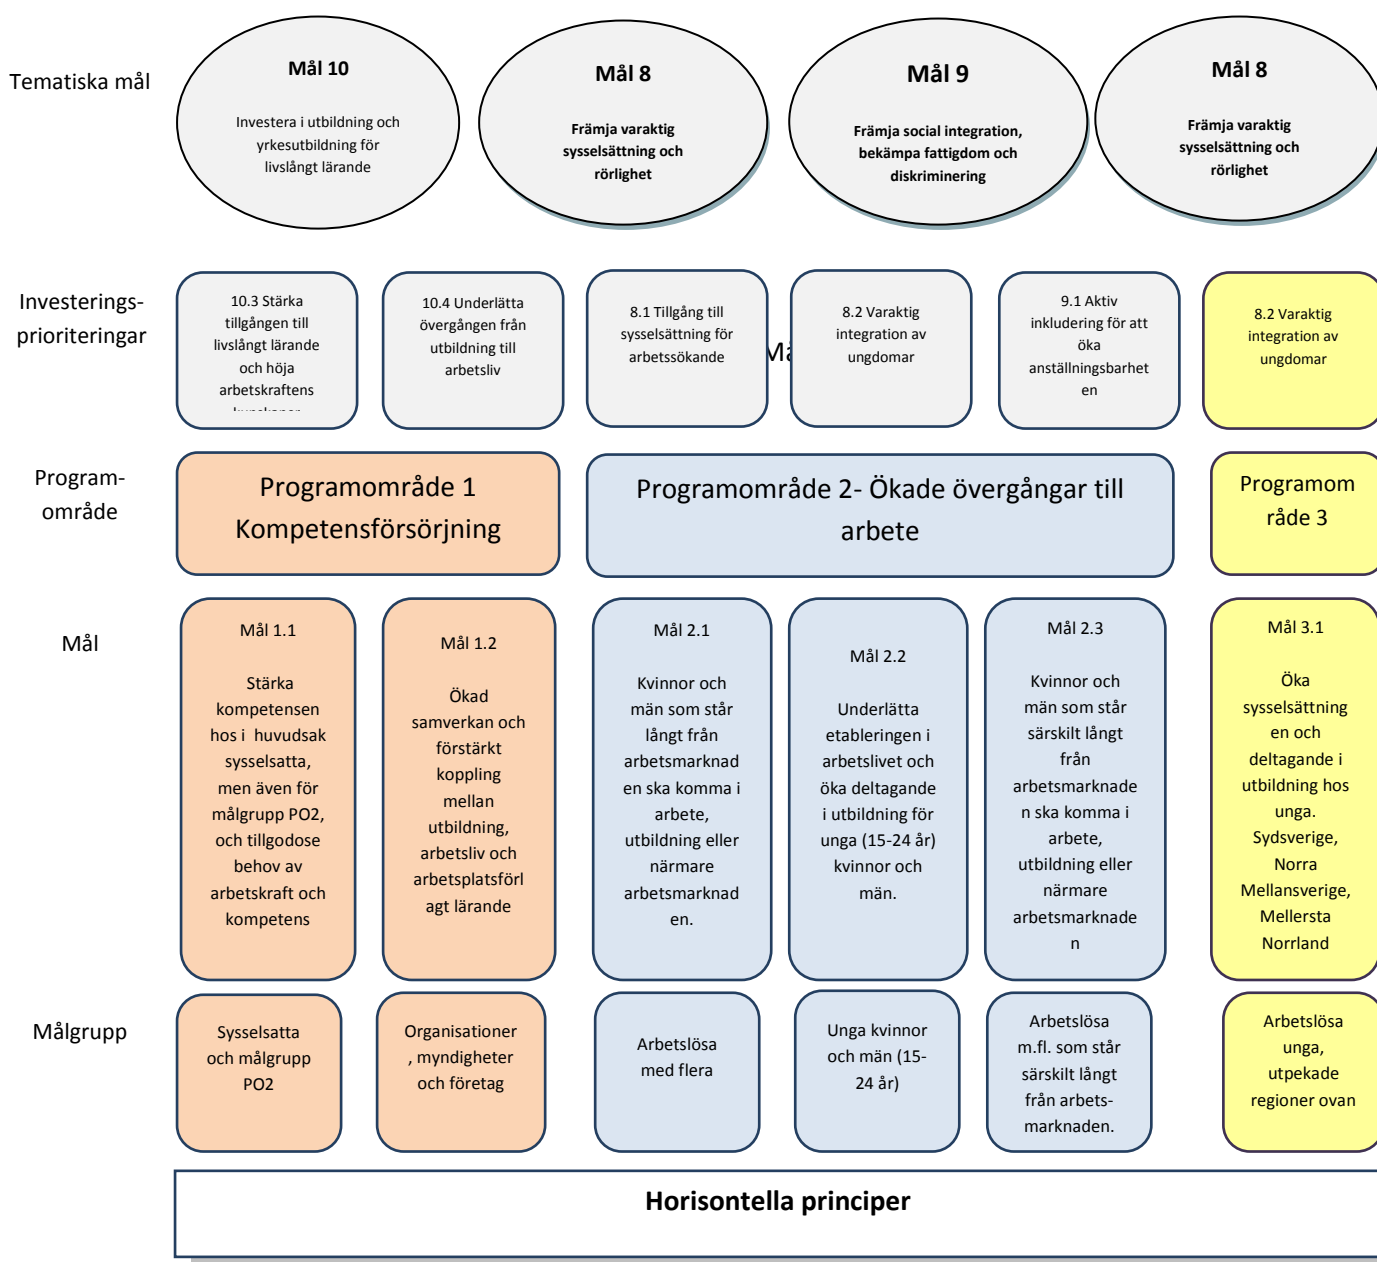 Tematiska mål
Mål 10
Investera i utbildning och
yrkesutbildning för
livslångt lärande
Mål 8
Främja varaktig
sysselsättning och
rörlighet
Mål 9
Främja social integration,
bekämpa fattigdom och
diskriminering
Mål 8
Främja varaktig
sysselsättning och
rörlighet
Investerings-
prioriteringar
10.3 Stärka
tillgången till
livslångt lärande
och höja
arbetskraftens
10.4 Underlätta
övergången från
utbildning till
arbetsliv
8.1 Tillgång till
sysselsättning för
arbetssökande
8.2 Varaktig
integration av
ungdomar
9.1 Aktiv
inkludering för att
öka
anställningsbarhet
en
8.2 Varaktig
integration av
ungdomar
Program-
område
Programområde 1
Kompetensförsörjning
Programområde 2- Ökade övergångar till
arbete
Programom
råde 3
Mål
Mål 1.1
Stärka
kompetensen
hos i huvudsak
sysselsatta,
men även för
målgrupp PO2,
och tillgodose
behov av
arbetskraft och
kompetens
Mål 1.2
Ökad
samverkan och
förstärkt
koppling
mellan
utbildning,
arbetsliv och
arbetsplatsförl
agt lärande
Mål 2.1
Kvinnor och
män som står
långt från
arbetsmarknad
en ska komma i
arbete,
utbildning eller
närmare
arbetsmarknad
en.
Mål 2.2
Underlätta
etableringen i
arbetslivet och
öka deltagande
i utbildning för
unga (15-24 år)
kvinnor och
män.
Mål 2.3
Kvinnor och
män som står
särskilt långt
från
arbetsmarknade
n ska komma i
arbete,
utbildning eller
närmare
arbetsmarknade
n
Mål 3.1
Öka
sysselsättning
en och
deltagande i
utbildning hos
unga.
Sydsverige,
Norra
Mellansverige,
Mellersta
Norrland
Målgrupp
Sysselsatta
och målgrupp
PO2
Organisationer
, myndigheter
och företag
Arbetslösa
med flera
Unga kvinnor
och män (15-
24 år)
Arbetslösa
m.fl. som står
särskilt långt
från arbets-
marknaden.
Arbetslösa
unga,
utpekade
regioner ovan
Horisontella principer